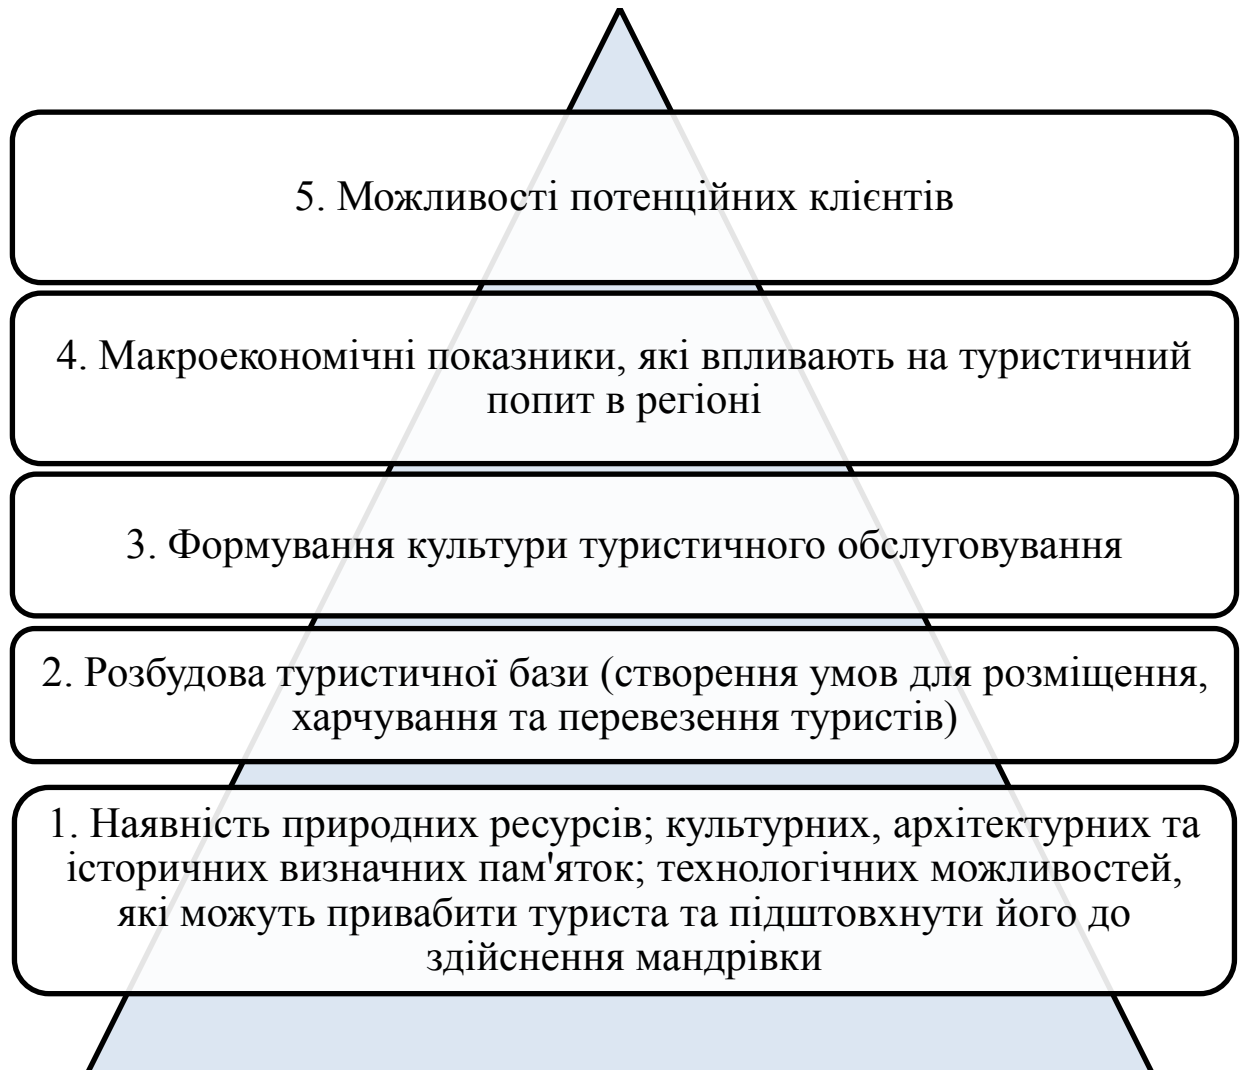 5. Можливості потенційних клієнтів
4. Макроекономічні показники, які впливають на туристичний
попит в регіоні
3. Формування культури туристичного обслуговування
2. Розбудова туристичної бази (створення умов для розміщення,
харчування та перевезення туристів)
1. Наявність природних ресурсів; культурних, архітектурних та
історичних визначних пам'яток; технологічних можливостей,
які можуть привабити туриста та підштовхнути його до
здійснення мандрівки